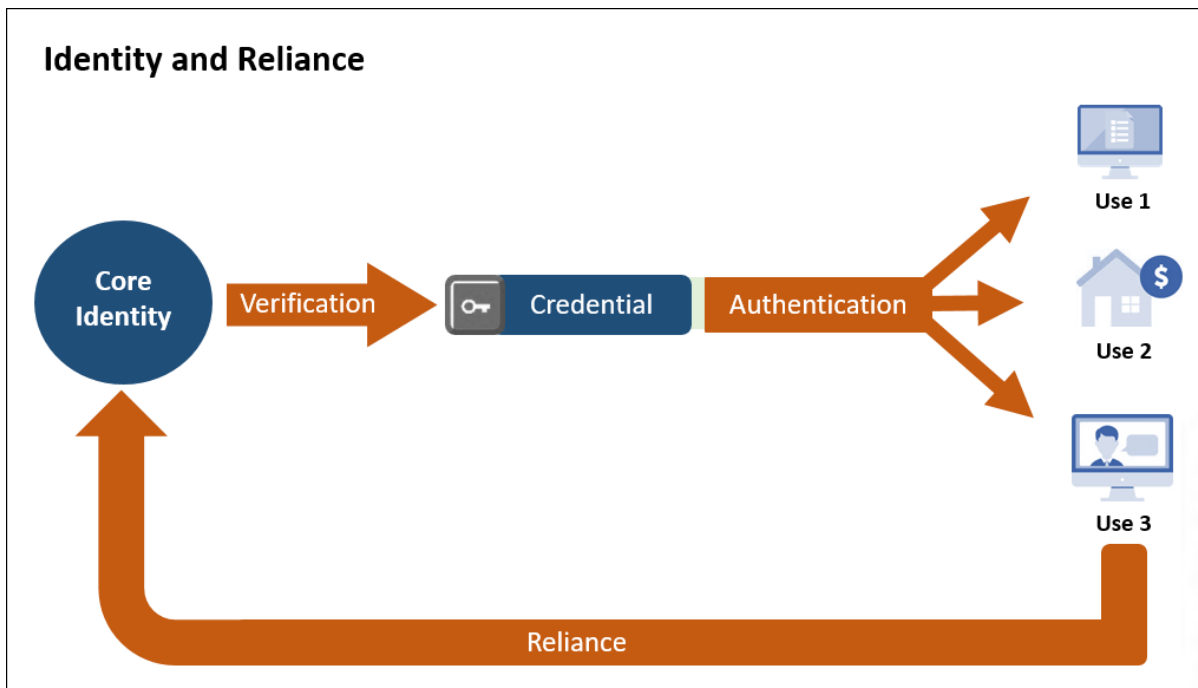 Identity and Reliance
Core
Identity
Verification
Credential
Authentication
Use 1
$
Use 2
Use 3
Reliance